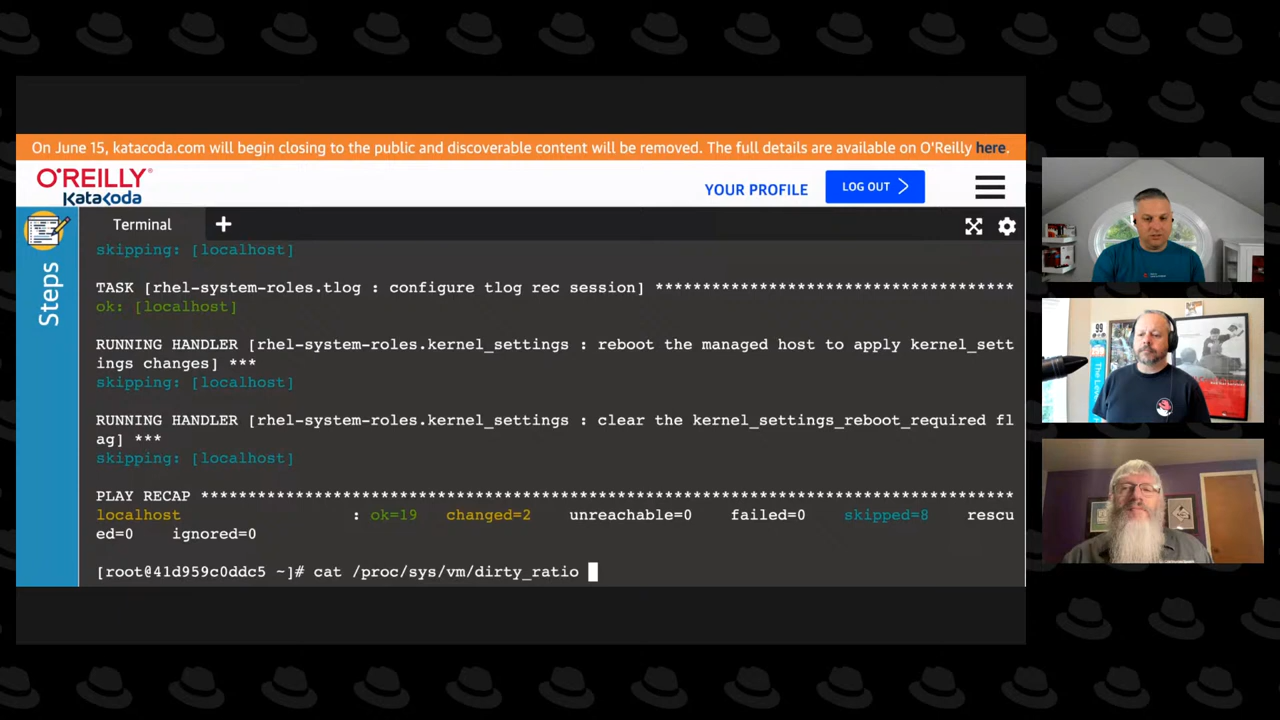 On June 15, katacoda.com will begin closing to the public and discoverable content will be removed. The full details are available on O'Reilly here.
O'REILLY
KataKoda
YOUR PROFILE
LOG OUT
Steps
Terminal
skipping: [localhost]
TASK [rhel-system-roles.tlog : configure tlog rec session] **************************************
ok: [localhost]
RUNNING HANDLER [rhel-system-roles.kernel_settings : reboot the managed host to apply kernel_sett
ings changes] ***
skipping: [localhost]
RUNNING HANDLER [rhel-system-roles.kernel_settings : clear the kernel_settings_reboot_required fl
ag] ***
skipping: [localhost]
PLAY RECAP **************************************************************************************
localhost : ok=19 changed=2 unreachable=0 failed=0 skipped=8 rescu
ed=0 ignored=0
[root@41d959c0ddc5 ~]# cat /proc/sys/vm/dirty_ratio
99